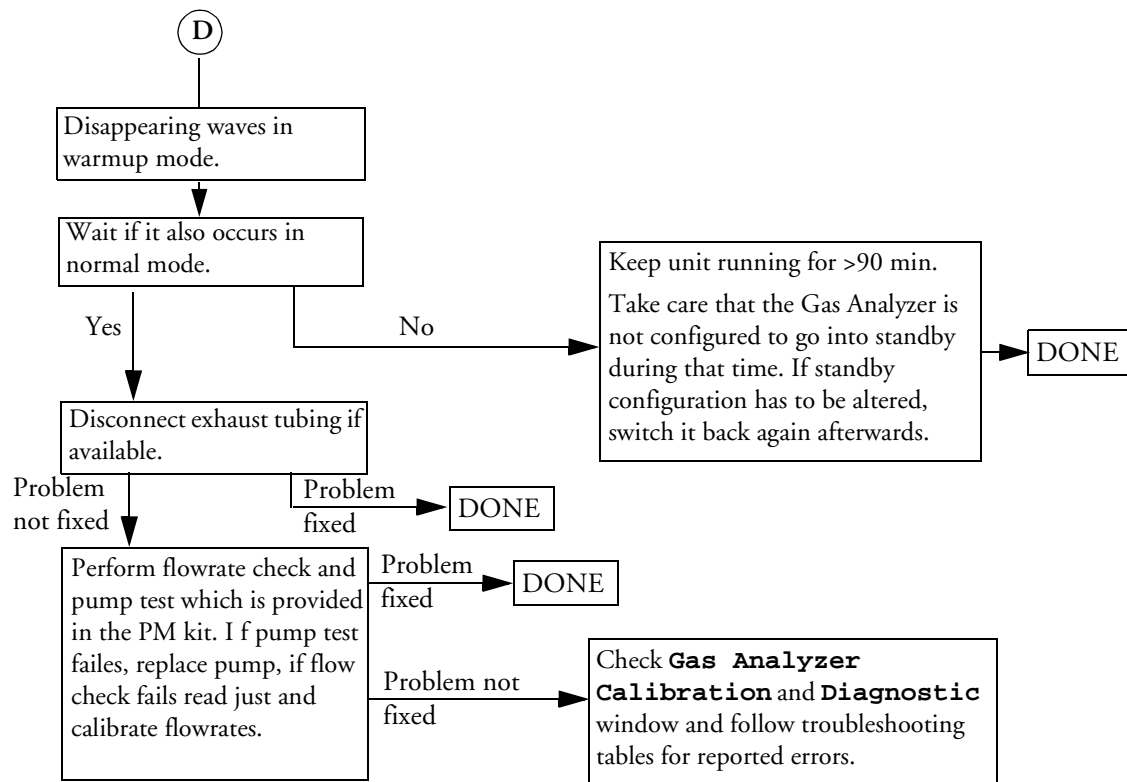 D
Disappearing waves in
warmup mode.
Wait if it also occurs in
normal mode.
Yes
No
Keep unit running for >90 min.
Take care that the Gas Analyzer is
not configured to go into standby
during that time. If standby
configuration has to be altered,
switch it back again afterwards.
DONE
Disconnect exhaust tubing if
available.
Problem
not fixed
Problem
fixed
DONE
Perform flowrate check and
pump test which is provided
in the PM kit. I f pump test
failes, replace pump, if flow
check fails read just and
calibrate flowrates.
Problem
fixed
DONE
Problem not
fixed
Check Gas Analyzer
Calibration and Diagnostic
window and follow troubleshooting
tables for reported errors.